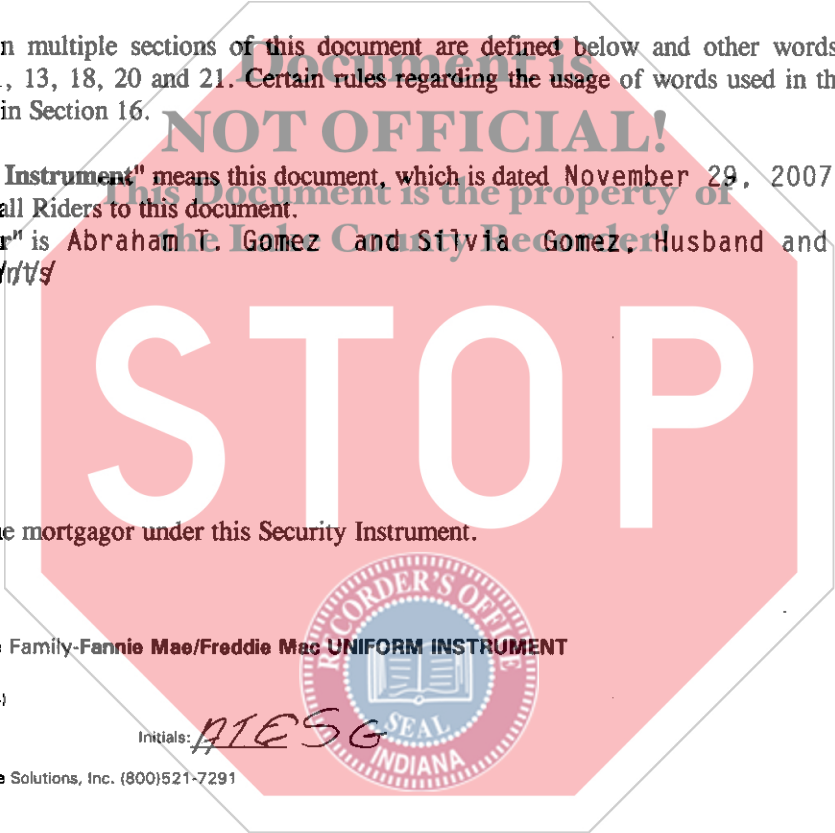 n multiple sections of this document are defined below and other words
, 13, 18, 20 and 21. Certain rules regarding the usage of words used in th
in Section 16.
Document is
NOT OFFICIAL!
This Document is the property of
the Lake County Recorder!
Instrument" means this document, which is dated November 29, 2007
all Riders to this document.
r" is Abraham T. Gomez and Silvia Gomez, Husband and
STOP
e mortgagor under this Security Instrument.
RECORDER'S OFFICE
SEAL
INDIANA
Family-Fannie Mae/Freddie Mac UNIFORM INSTRUMENT
Initials:
e Solutions, Inc. (800)521-7291